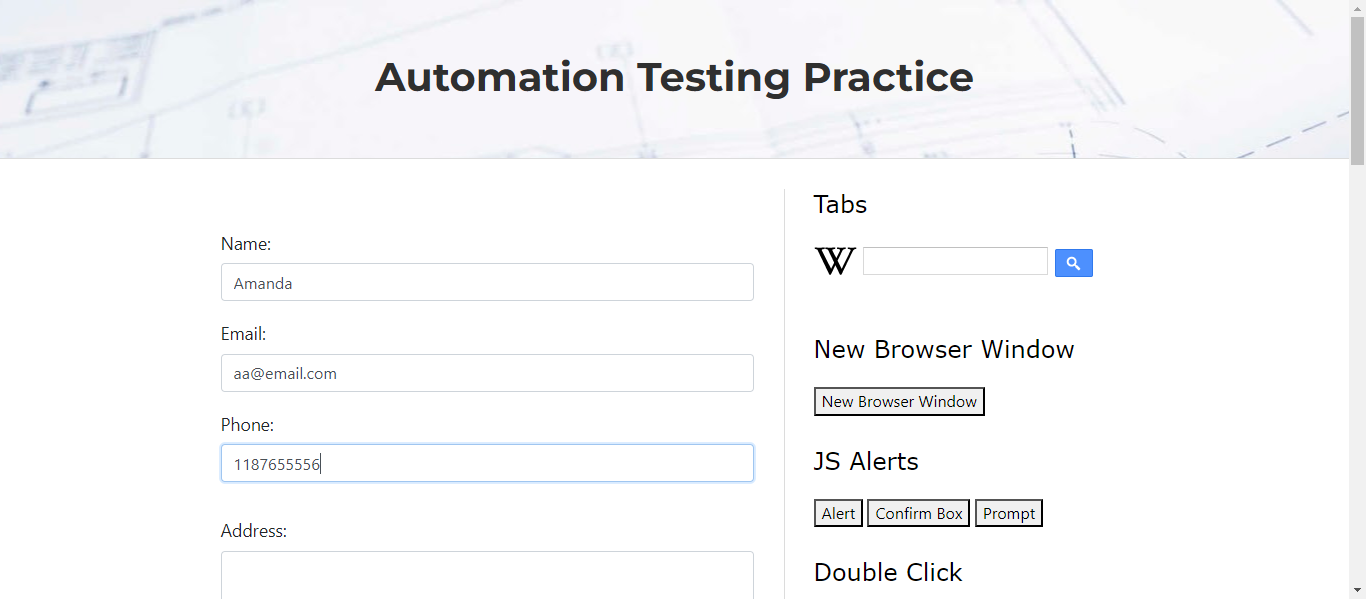 Automation Testing Practice
Name:
Amanda
Email:
aa@email.com
Phone:
1187655556
Address:
Tabs
W
New Browser Window
New Browser Window
JS Alerts
Alert Confirm Box Prompt
Double Click